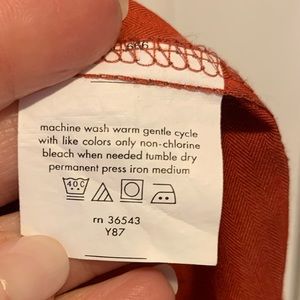 machine wash warm gentle cycle
with like colors only non-chlorine
bleach when needed tumble dry
permanent press iron medium
40C
rn 36543
Y87